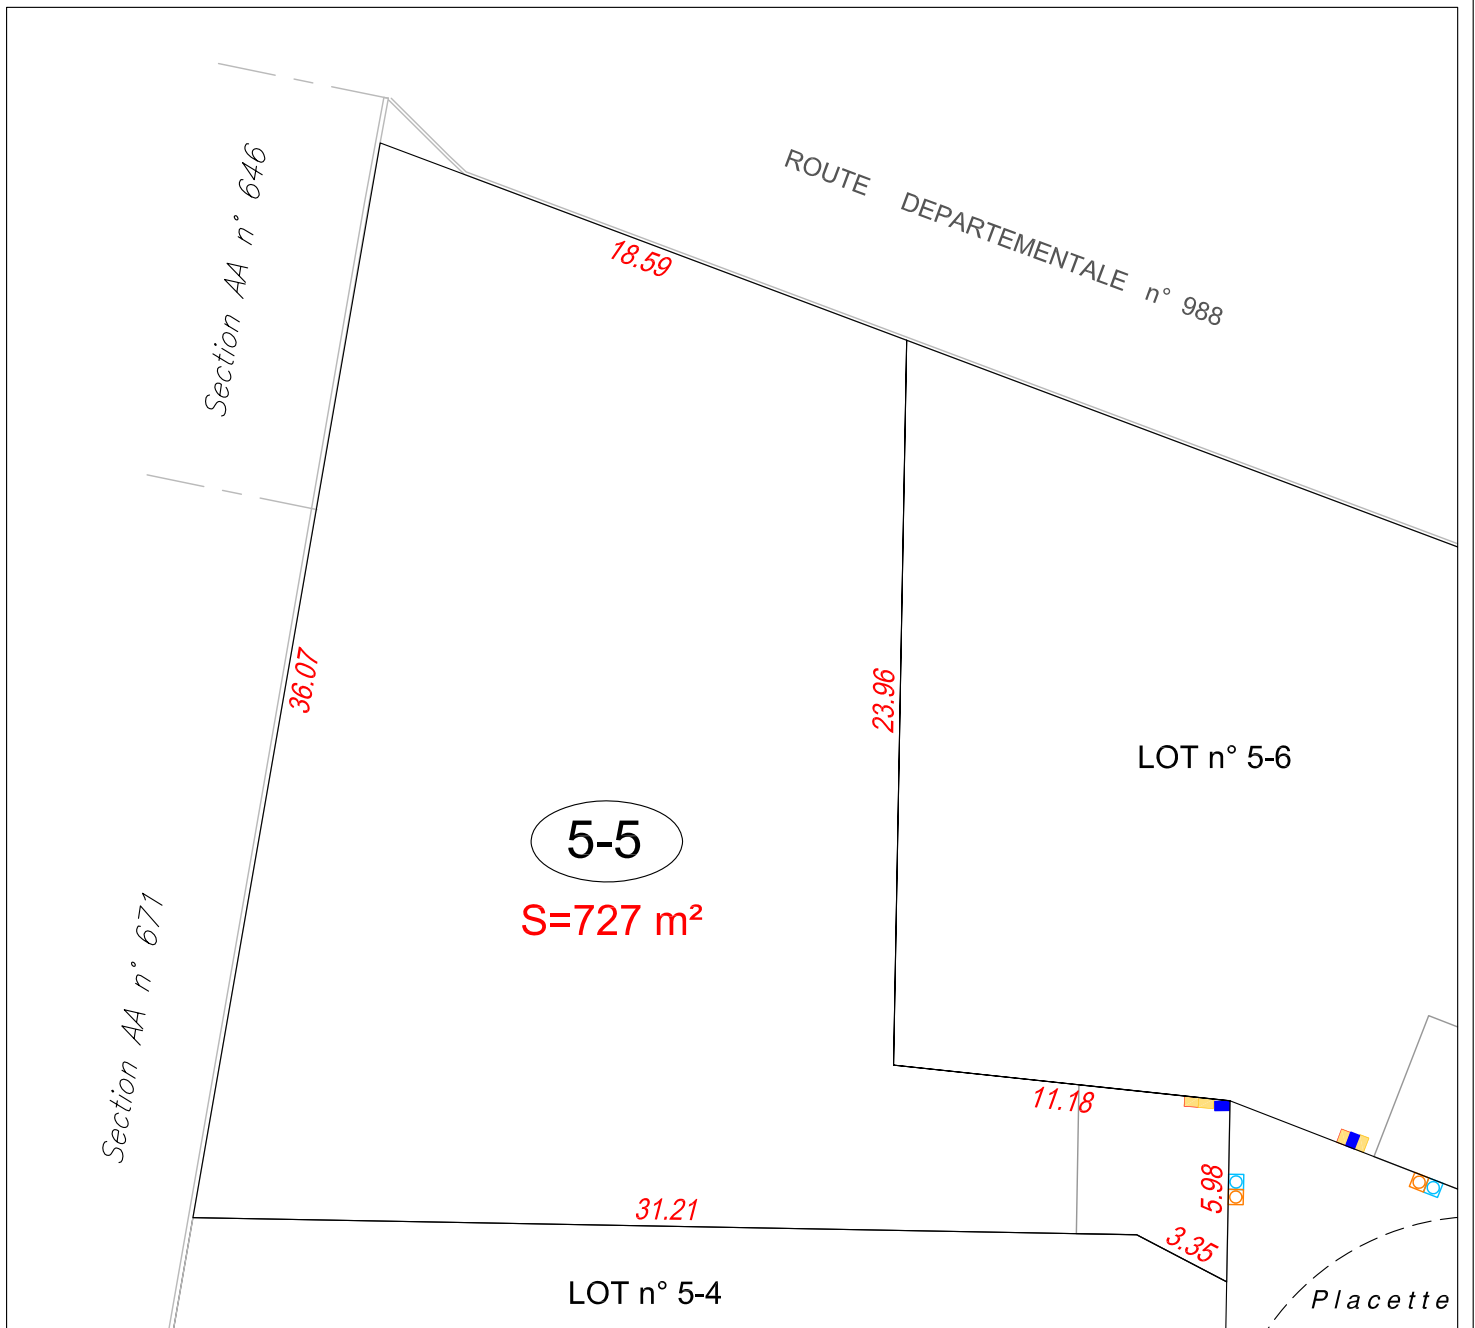 Section AA n° 646
ROUTE DEPARTEMENTALE n° 988
18.59
36.07
23.96
LOT n° 5-6
5-5
S=727 m²
Section AA n° 671
11.18
5.98
31.21
3.35
LOT n° 5-4
Placette